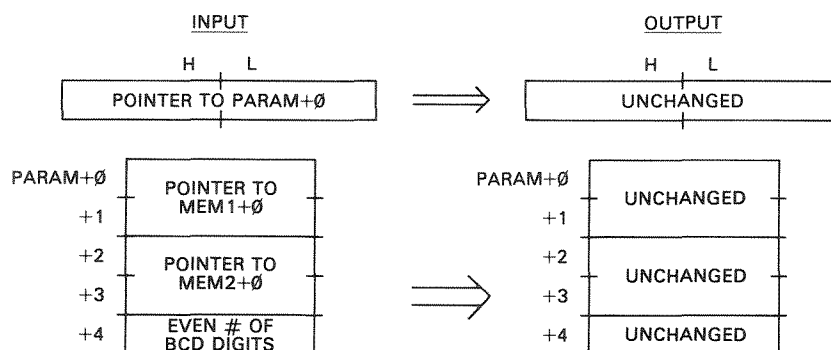 INPUT
OUTPUT
H L
H L
POINTER TO PARAM+Ø
UNCHANGED
PARAM+Ø
POINTER TO
MEM1+Ø
+1
+2
POINTER TO
MEM2+Ø
+3
+4
EVEN # OF
BCD DIGITS
PARAM+Ø
UNCHANGED
+1
+2
UNCHANGED
+3
+4
UNCHANGED